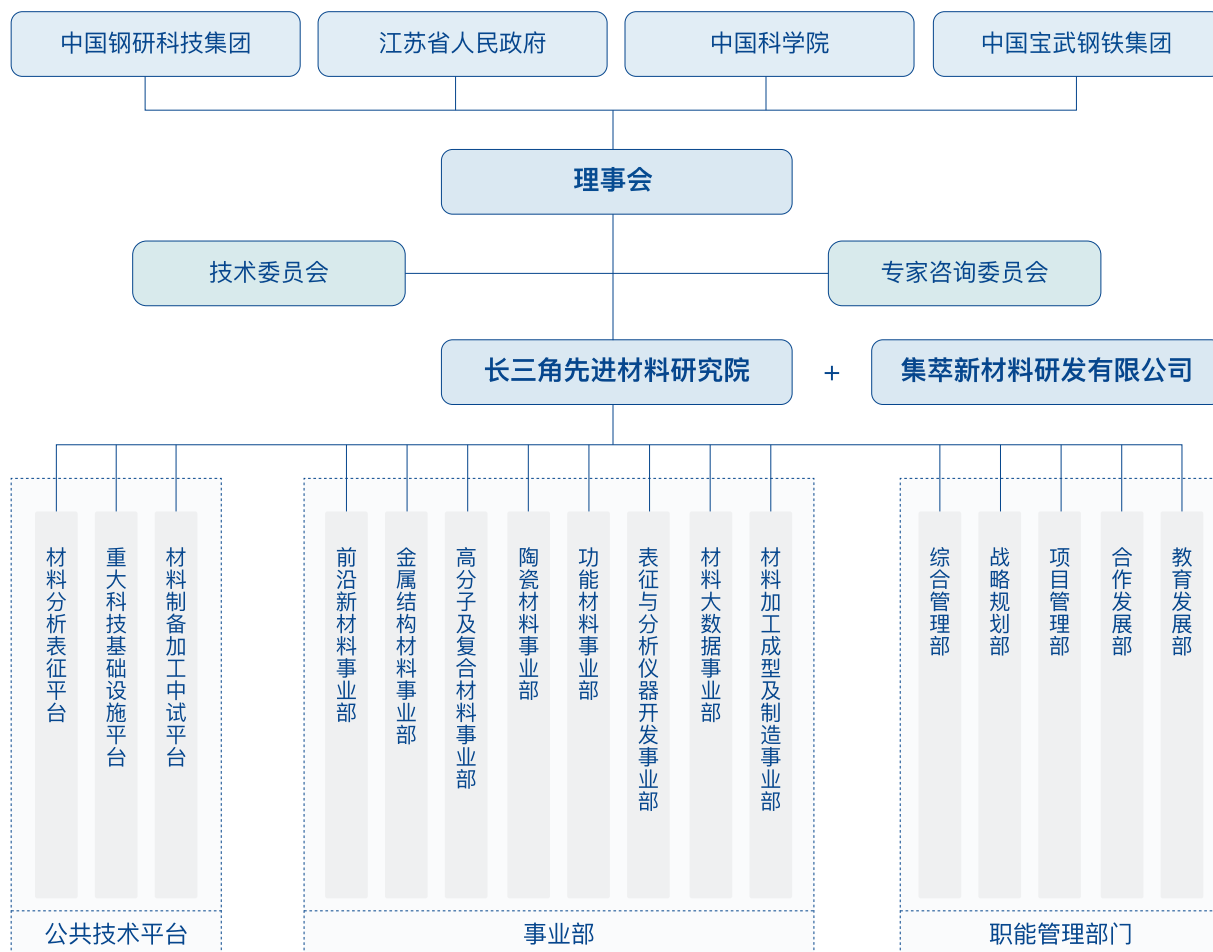 中国钢研科技集团
江苏省人民政府
中国科学院
中国宝武钢铁集团
理事会
技术委员会
专家咨询委员会
长三角先进材料研究院
+
集萃新材料研发有限公司
材料分析表征平台
重大科技基础设施平台
材料制备加工中试平台
前沿新材料事业部
金属结构材料事业部
高分子及复合材料事业部
陶瓷材料事业部
功能材料事业部
表征与分析仪器开发事业部
材料大数据事业部
材料加工成型及制造事业部
综合管理部
战略规划部
项目管理部
合作发展部
教育发展部
公共技术平台
事业部
职能管理部门